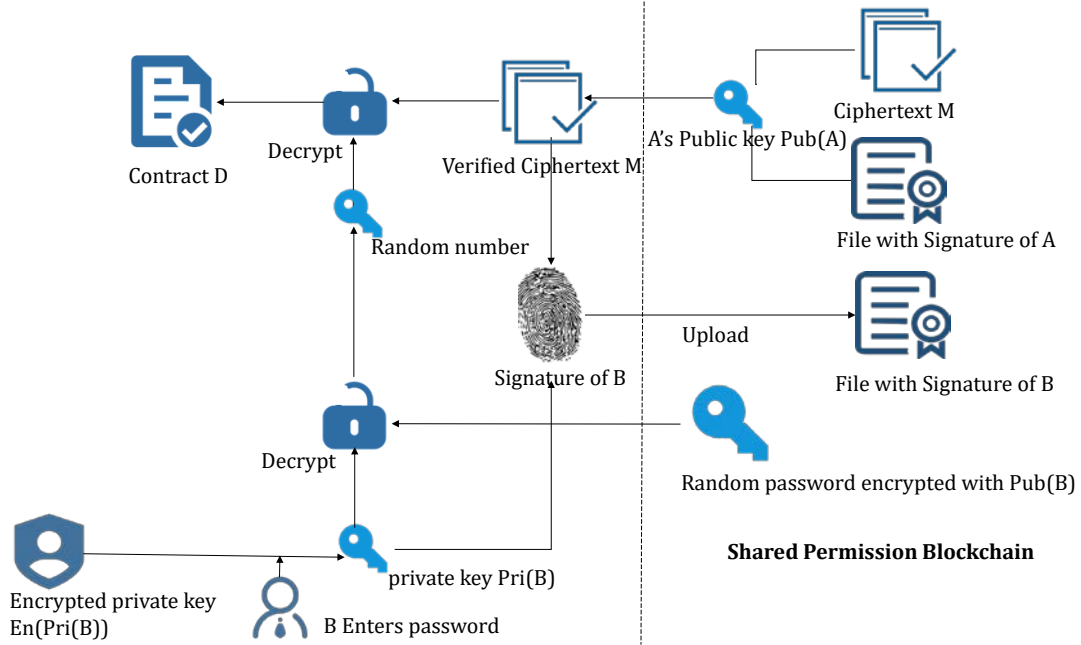 Ciphertext M
Decrypt
A's Public key Pub(A)
Verified Ciphertext M
Contract D
File with Signature of A
Random number
Upload
Signature of B
File with Signature of B
Decrypt
Random password encrypted with Pub(B)
Shared Permission Blockchain
private key Pri(B)
Encrypted private key
En(Pri(B))
B Enters password